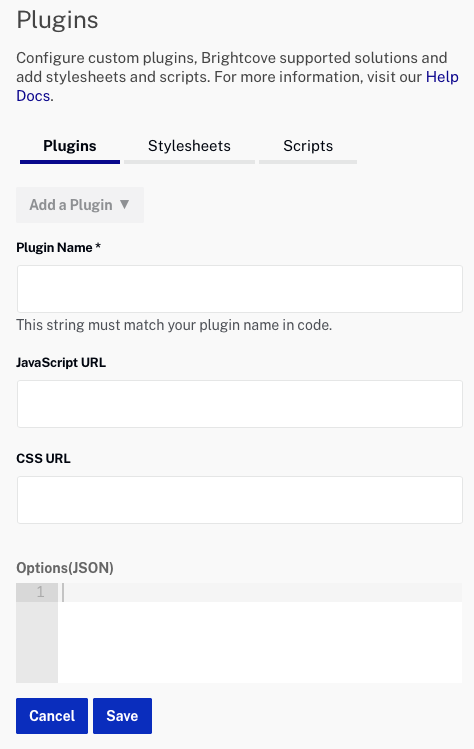 Plugins
Configure custom plugins, Brightcove supported solutions and
add stylesheets and scripts. For more information, visit our Help
Docs.
Plugins Stylesheets Scripts
Add a Plugin ▼
Plugin Name *
This string must match your plugin name in code.
JavaScript URL
CSS URL
Options(JSON)
1
Cancel Save